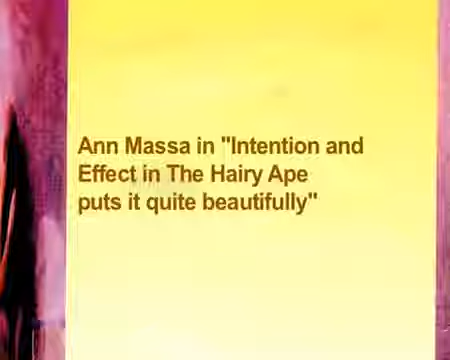 Ann Massa in "Intention and
Effect in The Hairy Ape
puts it quite beautifully"